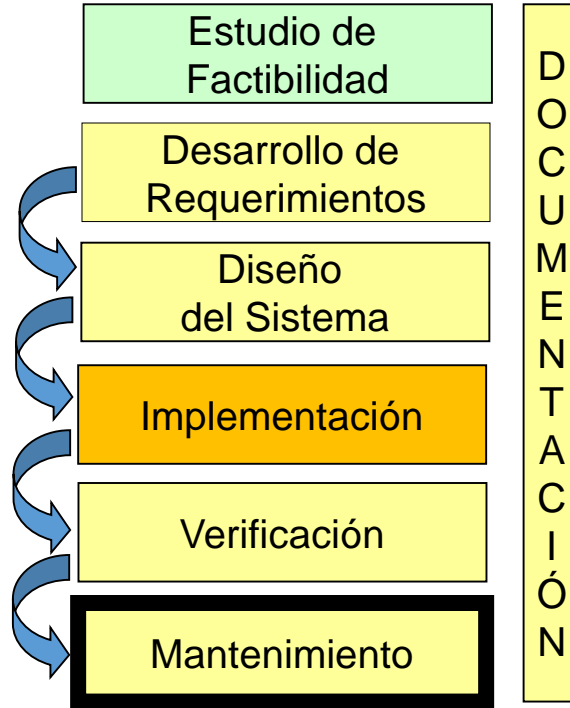 Estudio de
Factibilidad
Desarrollo de
Requerimientos
Diseño
del Sistema
Implementación
Verificación
Mantenimiento
D
O
C
U
M
E
N
T
A
C
I
Ó
N